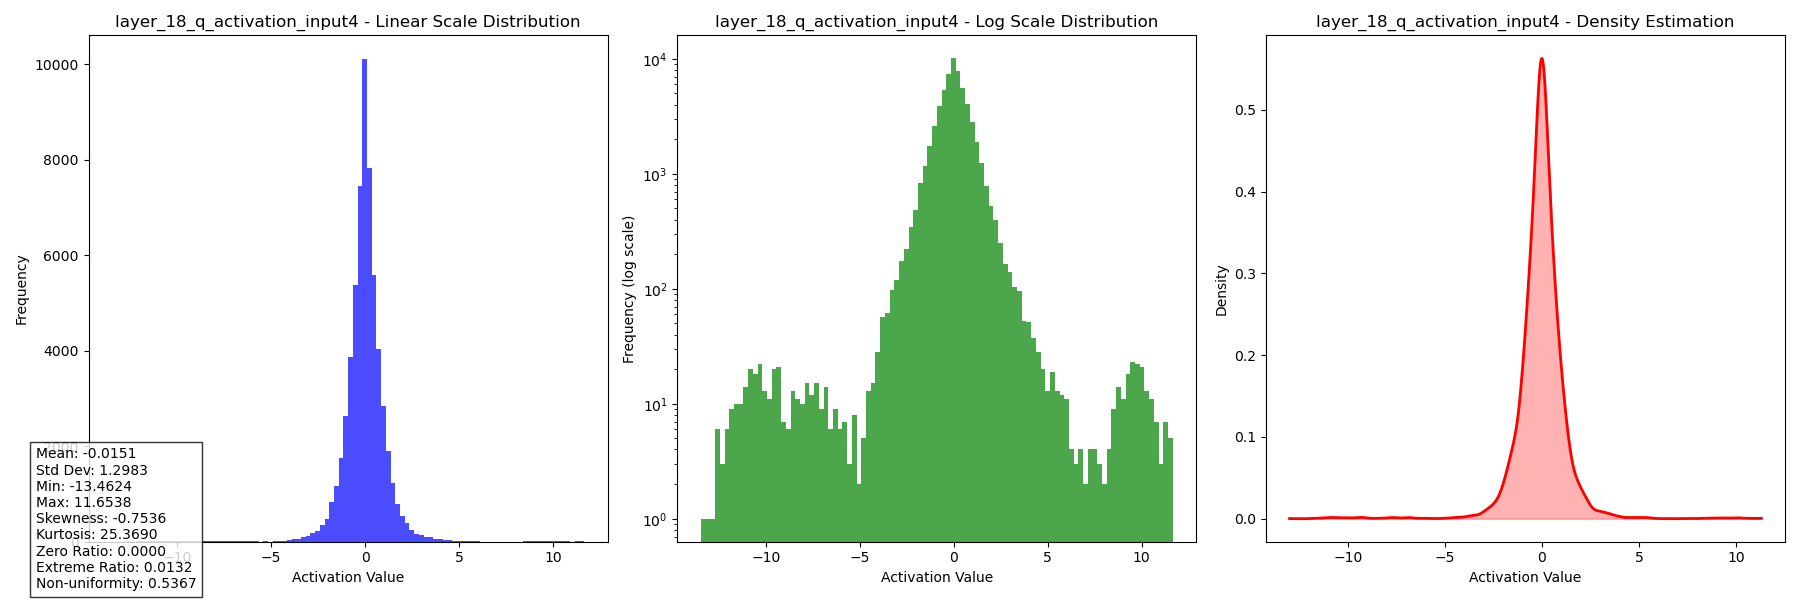 layer_18_q_activation_input4 - Linear Scale Distribution
Frequency
10000
8000
6000
4000
2000
0
−10
−5
0
5
10
Activation Value
Mean: -0.0151
Std Dev: 1.2983
Min: -13.4624
Max: 11.6538
Skewness: -0.7536
Kurtosis: 25.3690
Zero Ratio: 0.0000
Extreme Ratio: 0.0132
Non-uniformity: 0.5367
layer_18_q_activation_input4 - Log Scale Distribution
Frequency (log scale)
10⁴
10³
10²
10¹
10⁰
−10
−5
0
5
10
Activation Value
layer_18_q_activation_input4 - Density Estimation
Density
0.5
0.4
0.3
0.2
0.1
0.0
−10
−5
0
5
10
Activation Value